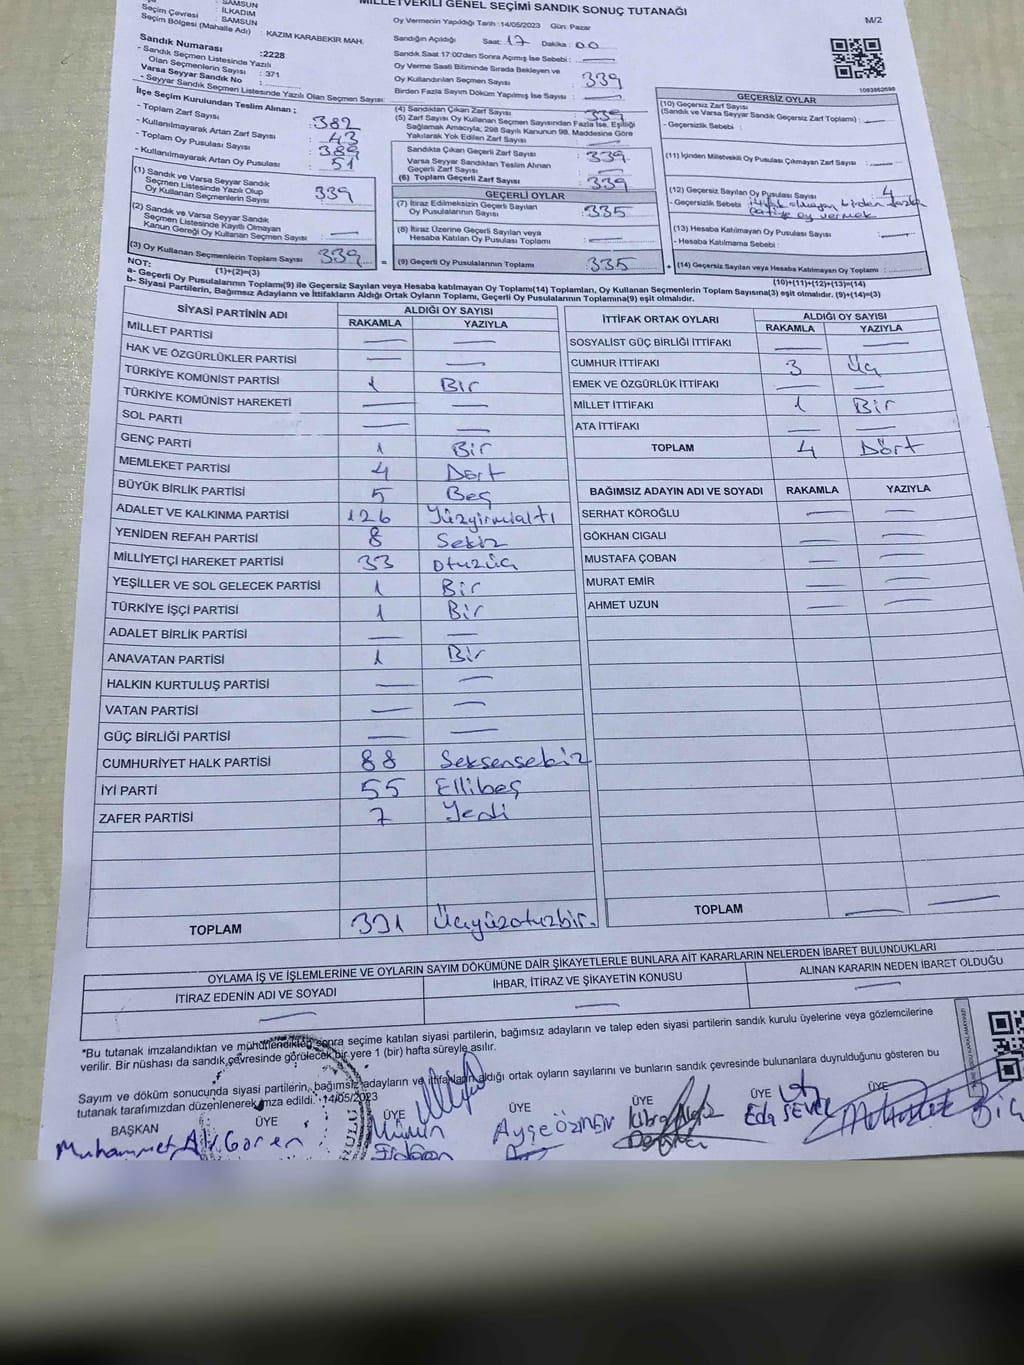 MİLLETVEKİLİ GENEL SEÇİMİ SANDIK SONUÇ TUTANAĞI
: SAMSUN
Seçim Çevresi : İLKADIM
: SAMSUN
Seçim Bölgesi (Mahalle Adı) : KAZIM KARABEKİR MAH.
Oy Vermenin Yapıldığı Tarih :14/05/2023 Gün: Pazar
M/2
Sandık Numarası :2228
- Sandık Seçmen Listesinde Yazılı
Olan Seçmenlerin Sayısı : 371
Varsa Seyyar Sandık No :
- Seyyar Sandık Seçmen Listesinde Yazılı Olan Seçmen Sayısı:
Sandığın Açıldığı Saat: 17 Dakika: 00
Sandık Saat 17:00'den Sonra Açılmış İse Sebebi : —
Oy Verme Saati Bitiminde Sırada Bekleyen ve
Oy Kullandırılan Seçmen Sayısı 339
Birden Fazla Sayım Döküm Yapılmış İse Sayısı : —
İlçe Seçim Kurulundan Teslim Alınan ;
- Toplam Zarf Sayısı : 382
- Kullanılmayarak Artan Zarf Sayısı : 43
- Toplam Oy Pusulası Sayısı : 389
- Kullanılmayarak Artan Oy Pusulası : 51
(1) Sandık ve Varsa Seyyar Sandık
Seçmen Listesinde Yazılı Olup
Oy Kullanan Seçmenlerin Sayısı : 339
(2) Sandık ve Varsa Seyyar Sandık
Seçmen Listesinde Kayıtlı Olmayan
Kanun Gereği Oy Kullanan Seçmen Sayısı : —
(3) Oy Kullanan Seçmenlerin Toplam Sayısı : 339
(1)+(2)=(3)
(4) Sandıktan Çıkan Zarf Sayısı : 339
(5) Zarf Sayısı Oy Kullanan Seçmen Sayısından Fazla İse, Eşitliği
Sağlamak Amacıyla, 298 Sayılı Kanunun 98. Maddesine Göre
Yakılarak Yok Edilen Zarf Sayısı : —
Sandıkta Çıkan Geçerli Zarf Sayısı : 339
Varsa Seyyar Sandıktan Teslim Alınan
Geçerli Zarf Sayısı : —
(6) Toplam Geçerli Zarf Sayısı : 339
GEÇERLİ OYLAR
(7) İtiraz Edilmeksizin Geçerli Sayılan
Oy Pusulalarının Sayısı : 335
(8) İtiraz Üzerine Geçerli Sayılan veya
Hesaba Katılan Oy Pusulası Toplamı : —
= (9) Geçerli Oy Pusulalarının Toplamı : 335
1083862698
GEÇERSİZ OYLAR
(10) Geçersiz Zarf Sayısı
(Sandık ve Varsa Seyyar Sandık Geçersiz Zarf Toplamı) : —
- Geçersizlik Sebebi :
(11) İçinden Milletvekili Oy Pusulası Çıkmayan Zarf Sayısı : —
(12) Geçersiz Sayılan Oy Pusulası Sayısı : 4
- Geçersizlik Sebebi : ittifak olmayan birden fazla
partiye oy vermek
(13) Hesaba Katılmayan Oy Pusulası Sayısı : —
- Hesaba Katılmama Sebebi :
+ (14) Geçersiz Sayılan veya Hesaba Katılmayan Oy Toplamı :
(10)+(11)+(12)+(13)=(14)
NOT:
a- Geçerli Oy Pusulalarının Toplamı(9) ile Geçersiz Sayılan veya Hesaba katılmayan Oy Toplamı(14) Toplamları, Oy Kullanan Seçmenlerin Toplam Sayısına(3) eşit olmalıdır. (9)+(14)=(3)
b- Siyasi Partilerin, Bağımsız Adayların ve İttifakların Aldığı Ortak Oyların Toplamı, Geçerli Oy Pusulalarının Toplamına(9) eşit olmalıdır.
SİYASİ PARTİNİN ADI ALDIĞI OY SAYISI
RAKAMLA YAZIYLA
MİLLET PARTİSİ — —
HAK VE ÖZGÜRLÜKLER PARTİSİ — —
TÜRKİYE KOMÜNİST PARTİSİ 1 Bir
TÜRKİYE KOMÜNİST HAREKETİ — —
SOL PARTİ — —
GENÇ PARTİ 1 Bir
MEMLEKET PARTİSİ 4 Dört
BÜYÜK BİRLİK PARTİSİ 5 Beş
ADALET VE KALKINMA PARTİSİ 126 Yüzyirmialtı
YENİDEN REFAH PARTİSİ 8 Sekiz
MİLLİYETÇİ HAREKET PARTİSİ 33 otuzüç
YEŞİLLER VE SOL GELECEK PARTİSİ 1 Bir
TÜRKİYE İŞÇİ PARTİSİ 1 Bir
ADALET BİRLİK PARTİSİ — —
ANAVATAN PARTİSİ 1 Bir
HALKIN KURTULUŞ PARTİSİ — —
VATAN PARTİSİ — —
GÜÇ BİRLİĞİ PARTİSİ — —
CUMHURİYET HALK PARTİSİ 88 Seksensekiz
İYİ PARTİ 55 Ellibeş
ZAFER PARTİSİ 7 Yedi
TOPLAM 331 Üçyüzotuzbir.
İTTİFAK ORTAK OYLARI ALDIĞI OY SAYISI
RAKAMLA YAZIYLA
SOSYALİST GÜÇ BİRLİĞİ İTTİFAKI — —
CUMHUR İTTİFAKI 3 Üç
EMEK VE ÖZGÜRLÜK İTTİFAKI — —
MİLLET İTTİFAKI 1 Bir
ATA İTTİFAKI — —
TOPLAM 4 Dört
BAĞIMSIZ ADAYIN ADI VE SOYADI RAKAMLA YAZIYLA
SERHAT KÖROĞLU — —
GÖKHAN CIGALI — —
MUSTAFA ÇOBAN — —
MURAT EMİR — —
AHMET UZUN — —
TOPLAM — —
OYLAMA İŞ VE İŞLEMLERİNE VE OYLARIN SAYIM DÖKÜMÜNE DAİR ŞİKAYETLERLE BUNLARA AİT KARARLARIN NELERDEN İBARET BULUNDUKLARI
İTİRAZ EDENİN ADI VE SOYADI İHBAR, İTİRAZ VE ŞİKAYETİN KONUSU ALINAN KARARIN NEDEN İBARET OLDUĞU
— — —
*Bu tutanak imzalandıktan ve mühürlendikten sonra seçime katılan siyasi partilerin, bağımsız adayların ve talep eden siyasi partilerin sandık kurulu üyelerine veya gözlemcilerine
verilir. Bir nüshası da sandık çevresinde görülecek bir yere 1 (bir) hafta süreyle asılır.
Sayım ve döküm sonucunda siyasi partilerin, bağımsız adayların ve ittifakların aldığı ortak oyların sayılarını ve bunların sandık çevresinde bulunanlara duyrulduğunu gösteren bu
tutanak tarafımızdan düzenlenerek imza edildi. 14/05/2023
BAŞKAN ÜYE ÜYE ÜYE ÜYE ÜYE ÜYE
Muhammet Ali Gören Ayşe ÖZMEN Eda SEVEL